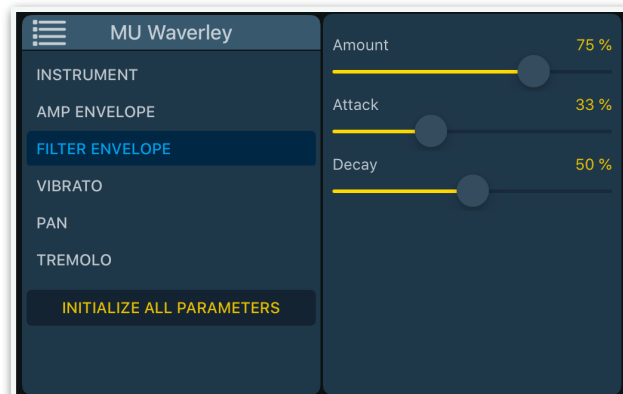 MU Waverley
INSTRUMENT
AMP ENVELOPE
FILTER ENVELOPE
VIBRATO
PAN
TREMOLO
INITIALIZE ALL PARAMETERS
Amount 75 %
Attack 33 %
Decay 50 %